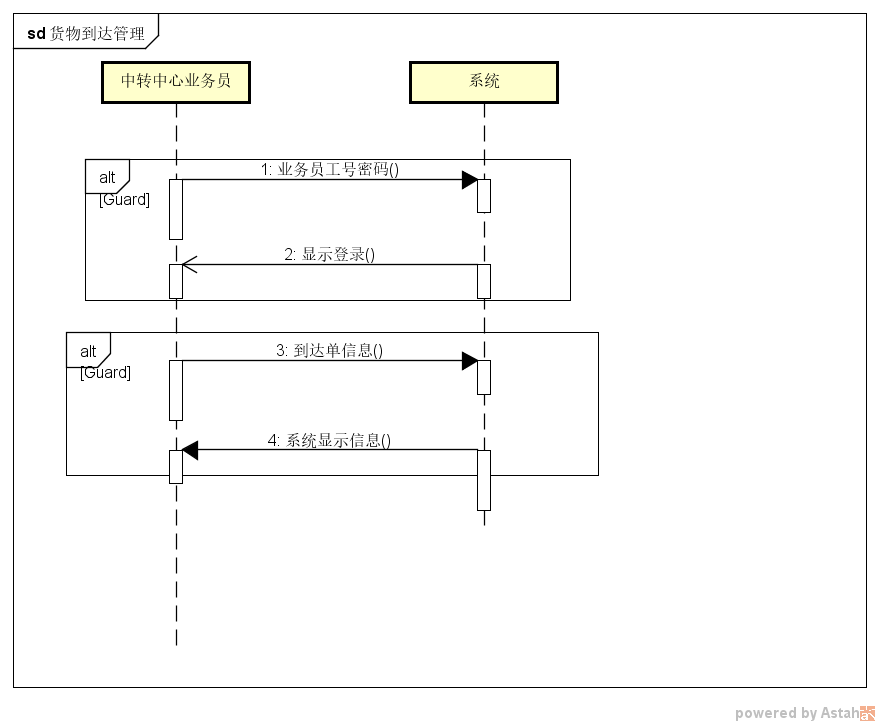 sd 货物到达管理
中转中心业务员
系统
alt
1: 业务员工号密码()
[Guard]
2: 显示登录()
alt
3: 到达单信息()
[Guard]
4: 系统显示信息()
powered by Astah